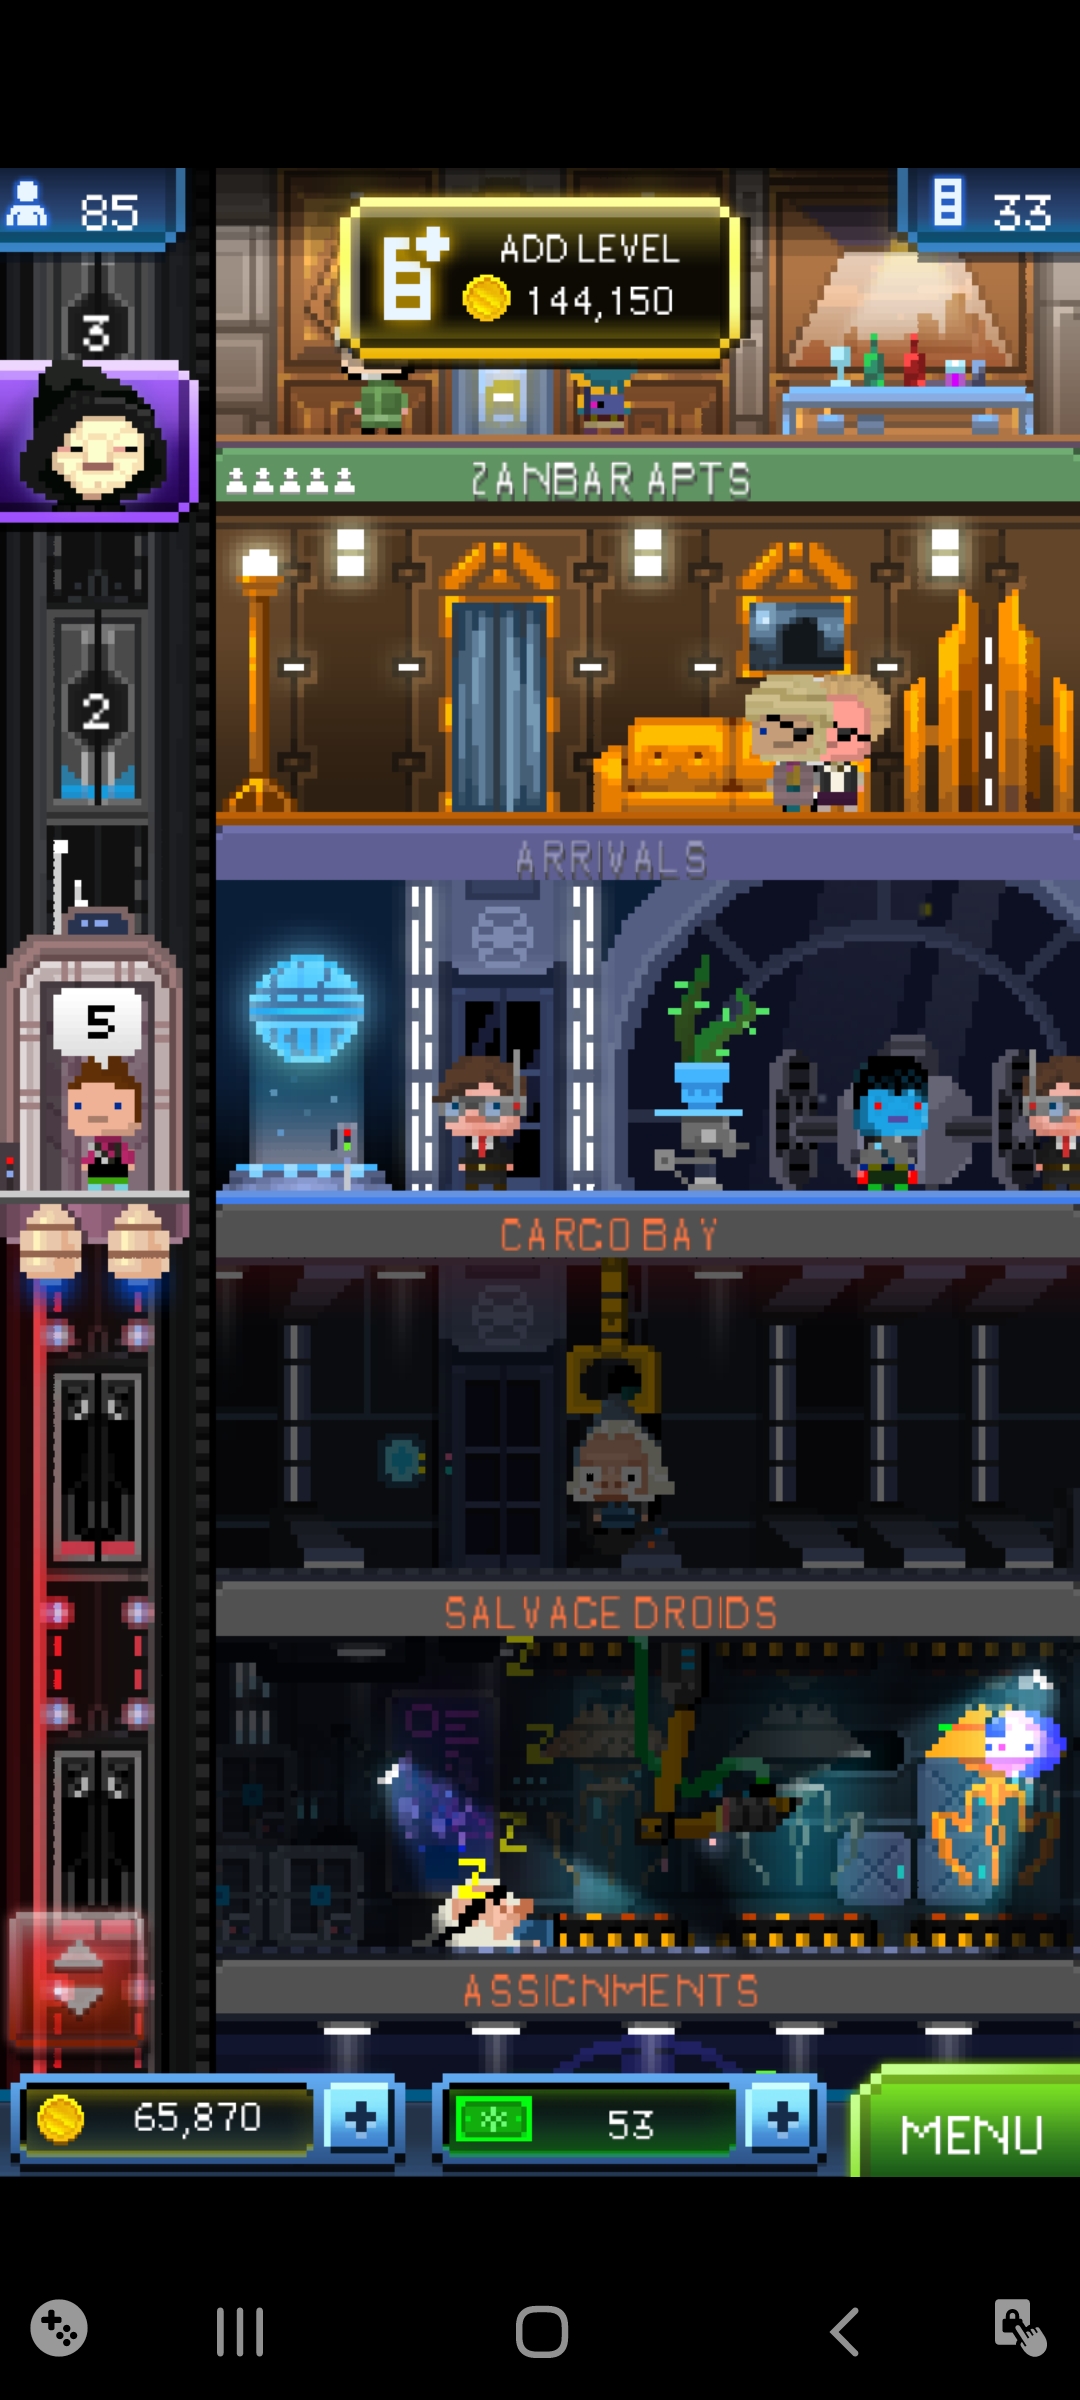 85
ADD LEVEL
144,150
33
3
ZANBAR APTS
2
ARRIVALS
5
CARGO BAY
SALVAGE DROIDS
Z
Z
Z
Z
ASSIGNMENTS
65,870
53
MENU